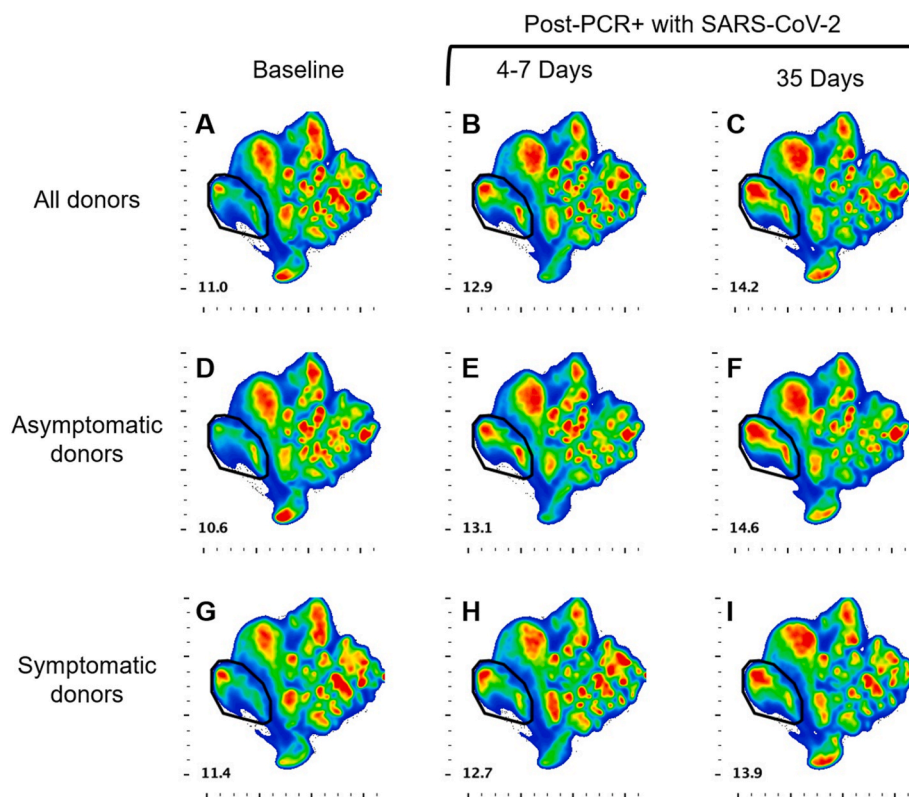 Post-PCR+ with SARS-CoV-2
Baseline
4-7 Days
35 Days
A
B
C
All donors
11.0
12.9
14.2
D
E
F
Asymptomatic
donors
10.6
13.1
14.6
G
H
I
Symptomatic
donors
11.4
12.7
13.9